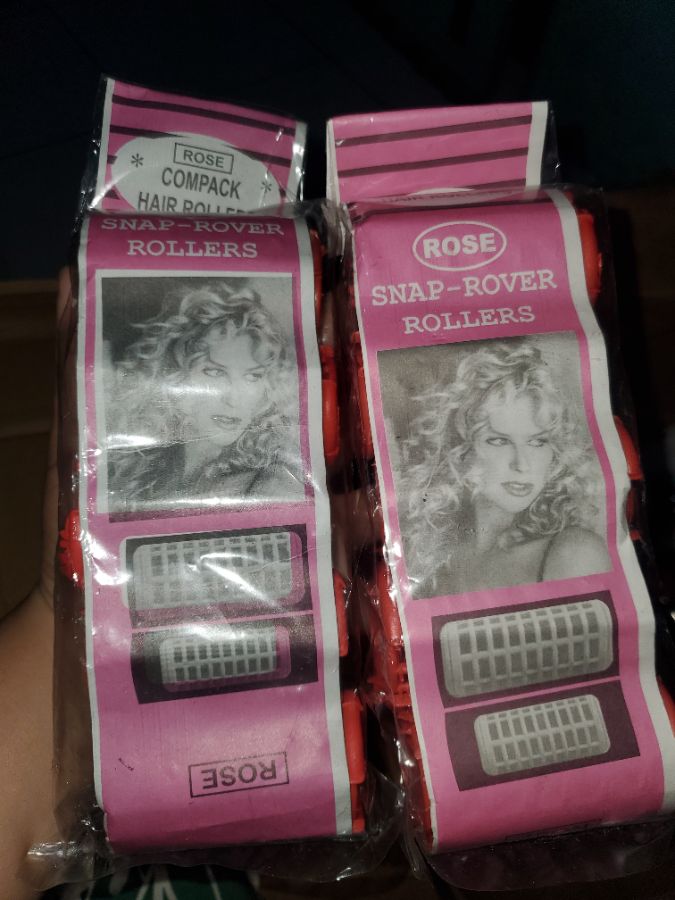 ROSE
COMPACK
HAIR ROLLERS
SNAP-ROVER
ROLLERS
ROSE
ROSE
SNAP-ROVER
ROLLERS